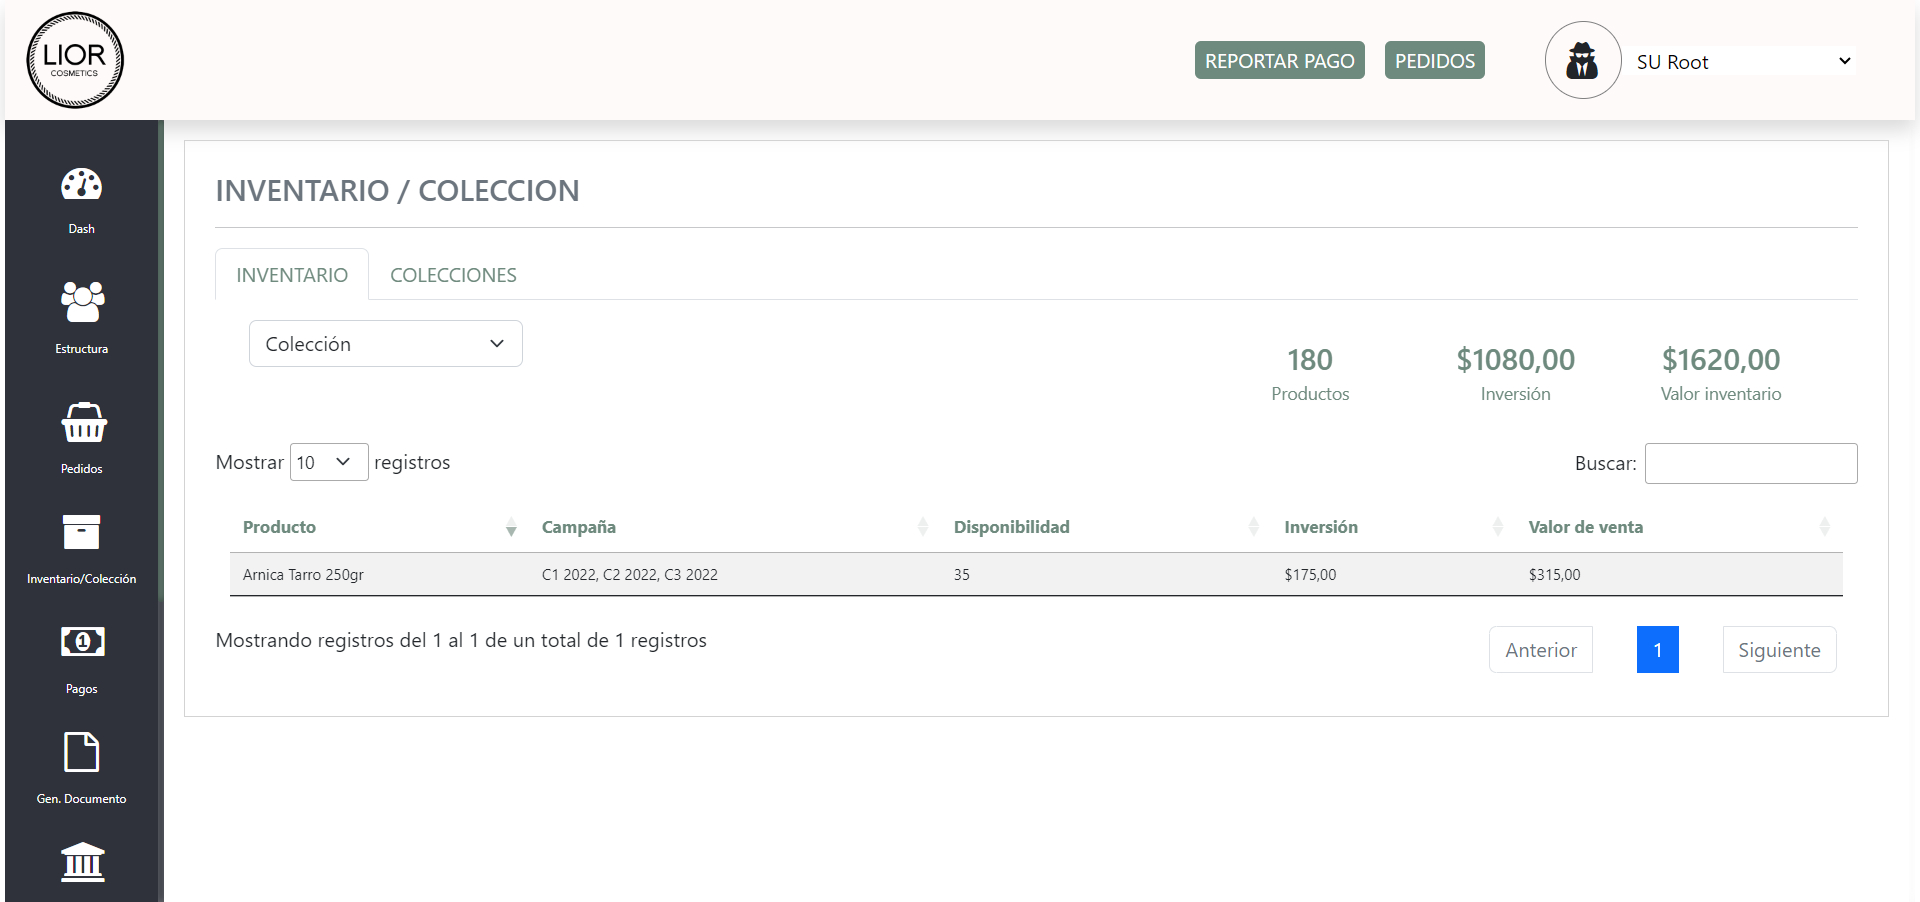 LIOR
COSMETICS
REPORTAR PAGO
PEDIDOS
SU Root
Dash
Estructura
Pedidos
Inventario/Colección
Pagos
1
Gen. Documento
INVENTARIO / COLECCION
INVENTARIO
COLECCIONES
Colección
180
Productos
$1080,00
Inversión
$1620,00
Valor inventario
Mostrar 10 registros
Buscar:
Producto Campaña Disponibilidad Inversión Valor de venta
Arnica Tarro 250gr C1 2022, C2 2022, C3 2022 35 $175,00 $315,00
Mostrando registros del 1 al 1 de un total de 1 registros
Anterior 1 Siguiente